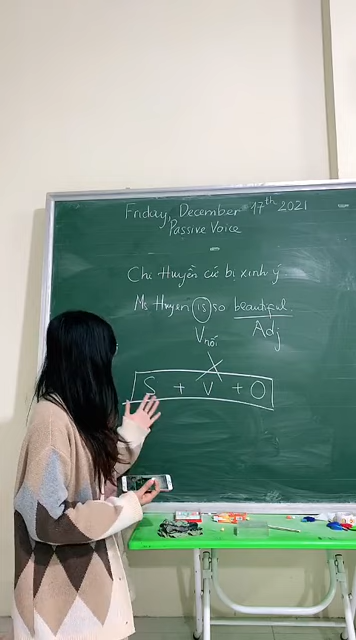 Friday, December 17th 2021
Passive Voice
Chị Huyền cứ bị xinh ý
Ms Huyen is so beautiful
Vnối Adj
S + V + O